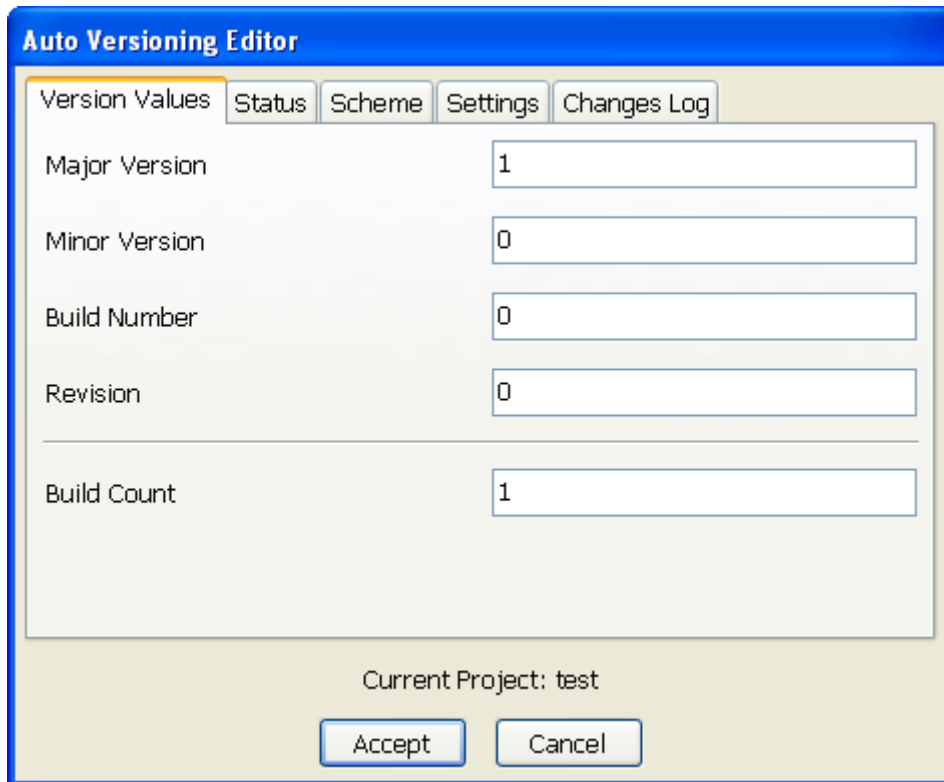 Auto Versioning Editor
Version Values Status Scheme Settings Changes Log
Major Version 1
Minor Version 0
Build Number 0
Revision 0
Build Count 1
Current Project: test
Accept Cancel